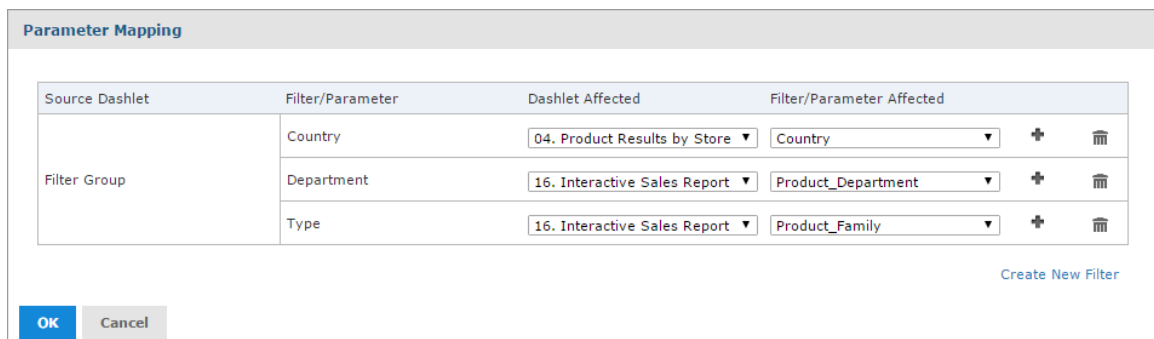 Parameter Mapping
Source Dashlet Filter/Parameter Dashlet Affected Filter/Parameter Affected
Country 04. Product Results by Store Country
Filter Group Department 16. Interactive Sales Report Product_Department
Type 16. Interactive Sales Report Product_Family
Create New Filter
OK Cancel